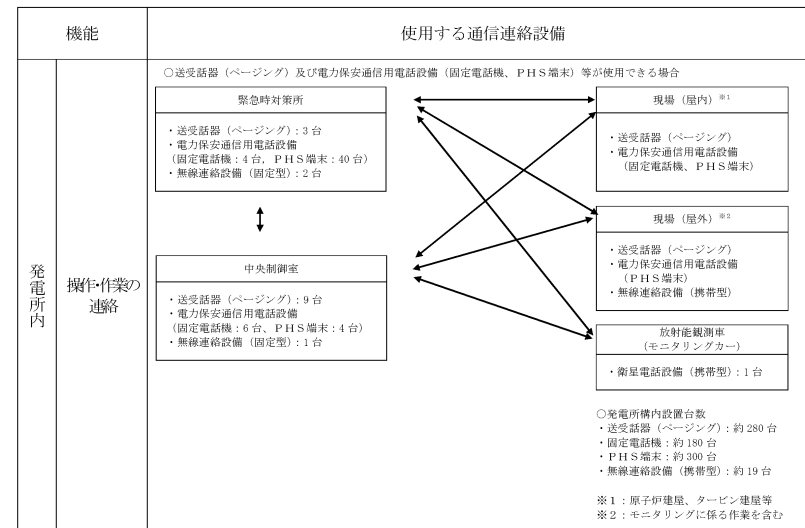 機能
使用する通信連絡設備
発電所内
操作・作業の
連絡
○送受話器（ページング）及び電力保安通信用電話設備（固定電話機、ＰＨＳ端末）等が使用できる場合
緊急時対策所
・送受話器（ページング）：3 台
・電力保安通信用電話設備
（固定電話機：4 台，ＰＨＳ端末：40 台）
・無線連絡設備（固定型）：2 台
中央制御室
・送受話器（ページング）：9 台
・電力保安通信用電話設備
（固定電話機：6 台、ＰＨＳ端末：4 台）
・無線連絡設備（固定型）：1 台
現場（屋内）※1
・送受話器（ページング）
・電力保安通信用電話設備
（固定電話機、ＰＨＳ端末）
現場（屋外）※2
・送受話器（ページング）
・電力保安通信用電話設備
（ＰＨＳ端末）
・無線連絡設備（携帯型）
放射能観測車
（モニタリングカー）
・衛星電話設備（携帯型）：1 台
○発電所構内設置台数
・送受話器（ページング）：約 280 台
・固定電話機：約 180 台
・ＰＨＳ端末：約 300 台
・無線連絡設備（携帯型）：約 19 台
※１：原子炉建屋、タービン建屋等
※２：モニタリングに係る作業を含む